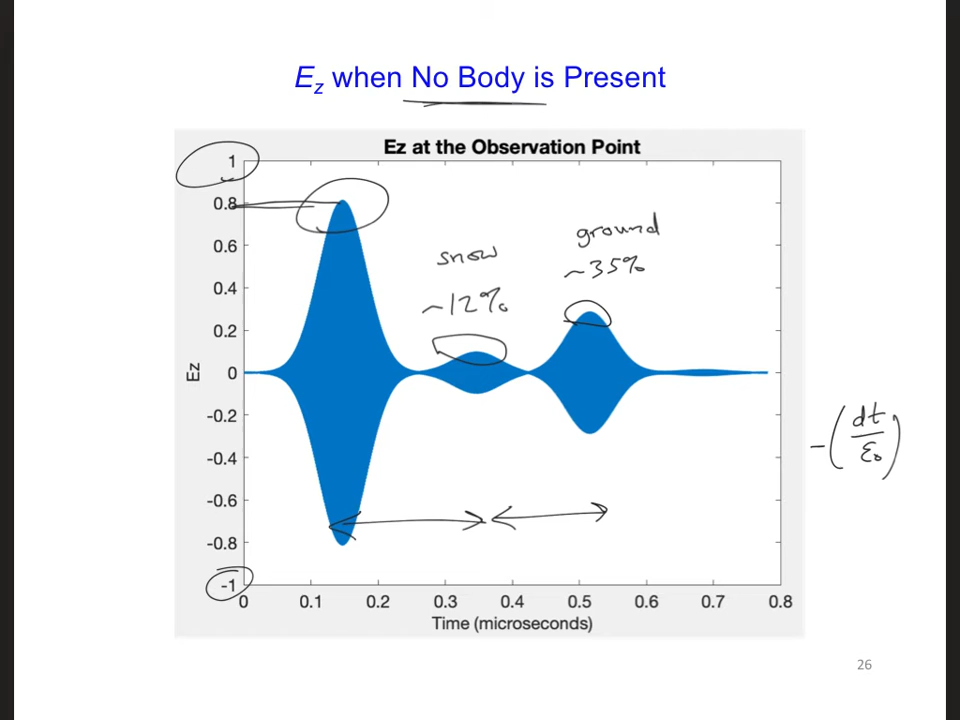 Ez when No Body is Present
Ez at the Observation Point
1
0.8
0.6
0.4
0.2
0
-0.2
-0.4
-0.6
-0.8
-1
Ez
snow
~12%
ground
~35%
-(dt/ε0)
0 0.1 0.2 0.3 0.4 0.5 0.6 0.7 0.8
Time (microseconds)
26